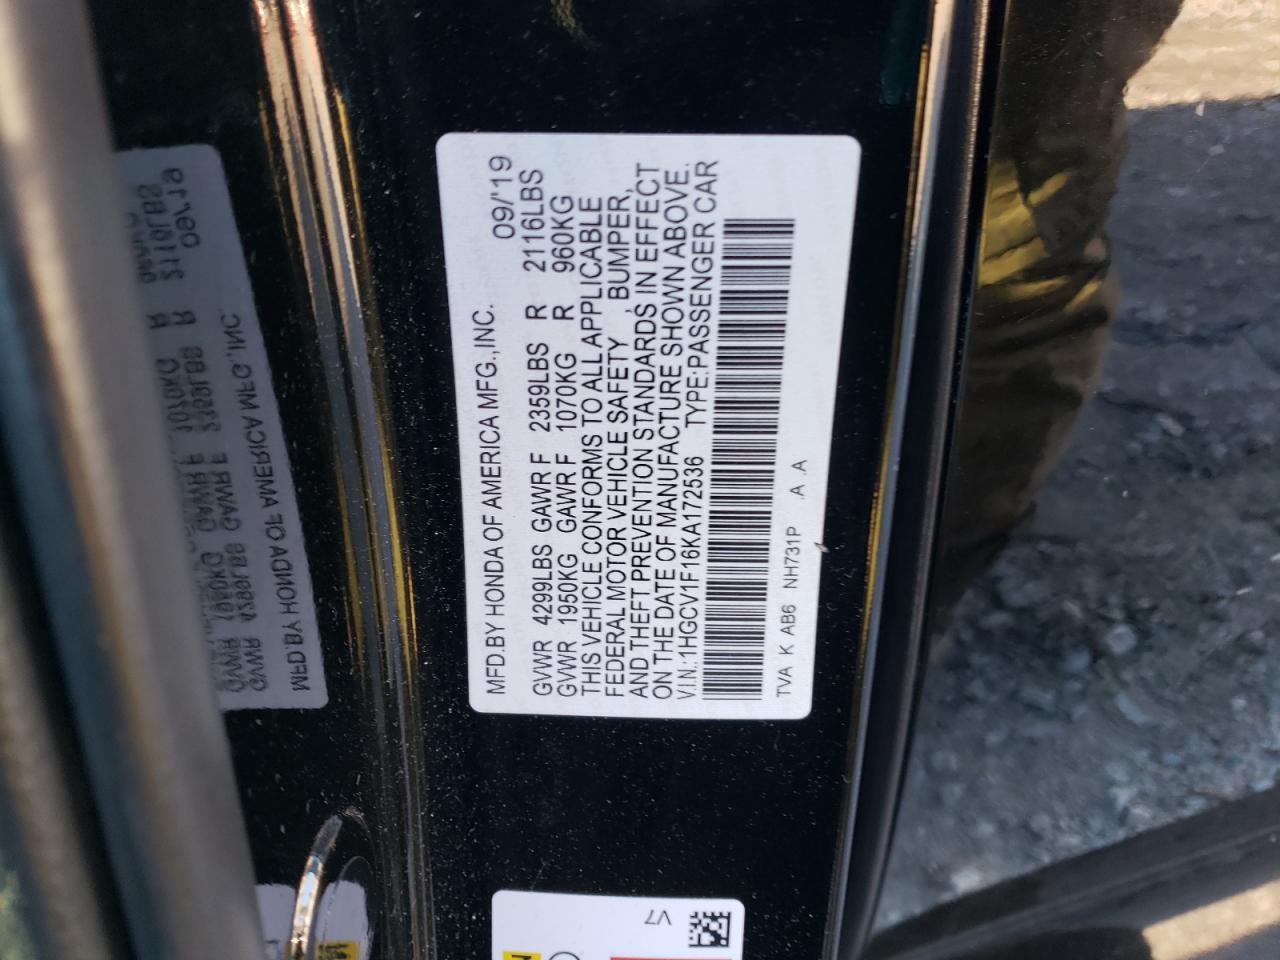 MFD.BY HONDA OF AMERICA MFG.,INC. 09/'19
GVWR 4299LBS GAWR F 2359LBS R 2116LBS
GVWR 1950KG GAWR F 1070KG R 960KG
THIS VEHICLE CONFORMS TO ALL APPLICABLE
FEDERAL MOTOR VEHICLE SAFETY, BUMPER,
AND THEFT PREVENTION STANDARDS IN EFFECT
ON THE DATE OF MANUFACTURE SHOWN ABOVE.
V.I.N.:1HGCV1F16KA172536 TYPE:PASSENGER CAR
TVA K AB6 NH731P .A .A
V7